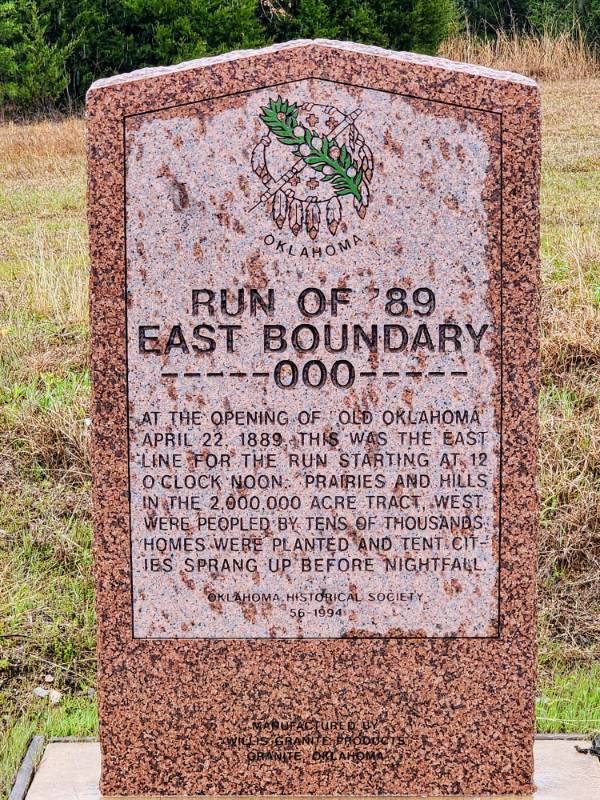 OKLAHOMA
RUN OF '89
EAST BOUNDARY
-----000-----
AT THE OPENING OF "OLD OKLAHOMA"
APRIL 22, 1889, THIS WAS THE EAST
LINE FOR THE RUN STARTING AT 12
O'CLOCK NOON. PRAIRIES AND HILLS
IN THE 2,000,000 ACRE TRACT, WEST,
WERE PEOPLED BY TENS OF THOUSANDS.
HOMES WERE PLANTED AND TENT CIT-
IES SPRANG UP BEFORE NIGHTFALL.
OKLAHOMA HISTORICAL SOCIETY
56-1994
MANUFACTURED BY
WILLIS GRANITE PRODUCTS
GRANITE, OKLAHOMA